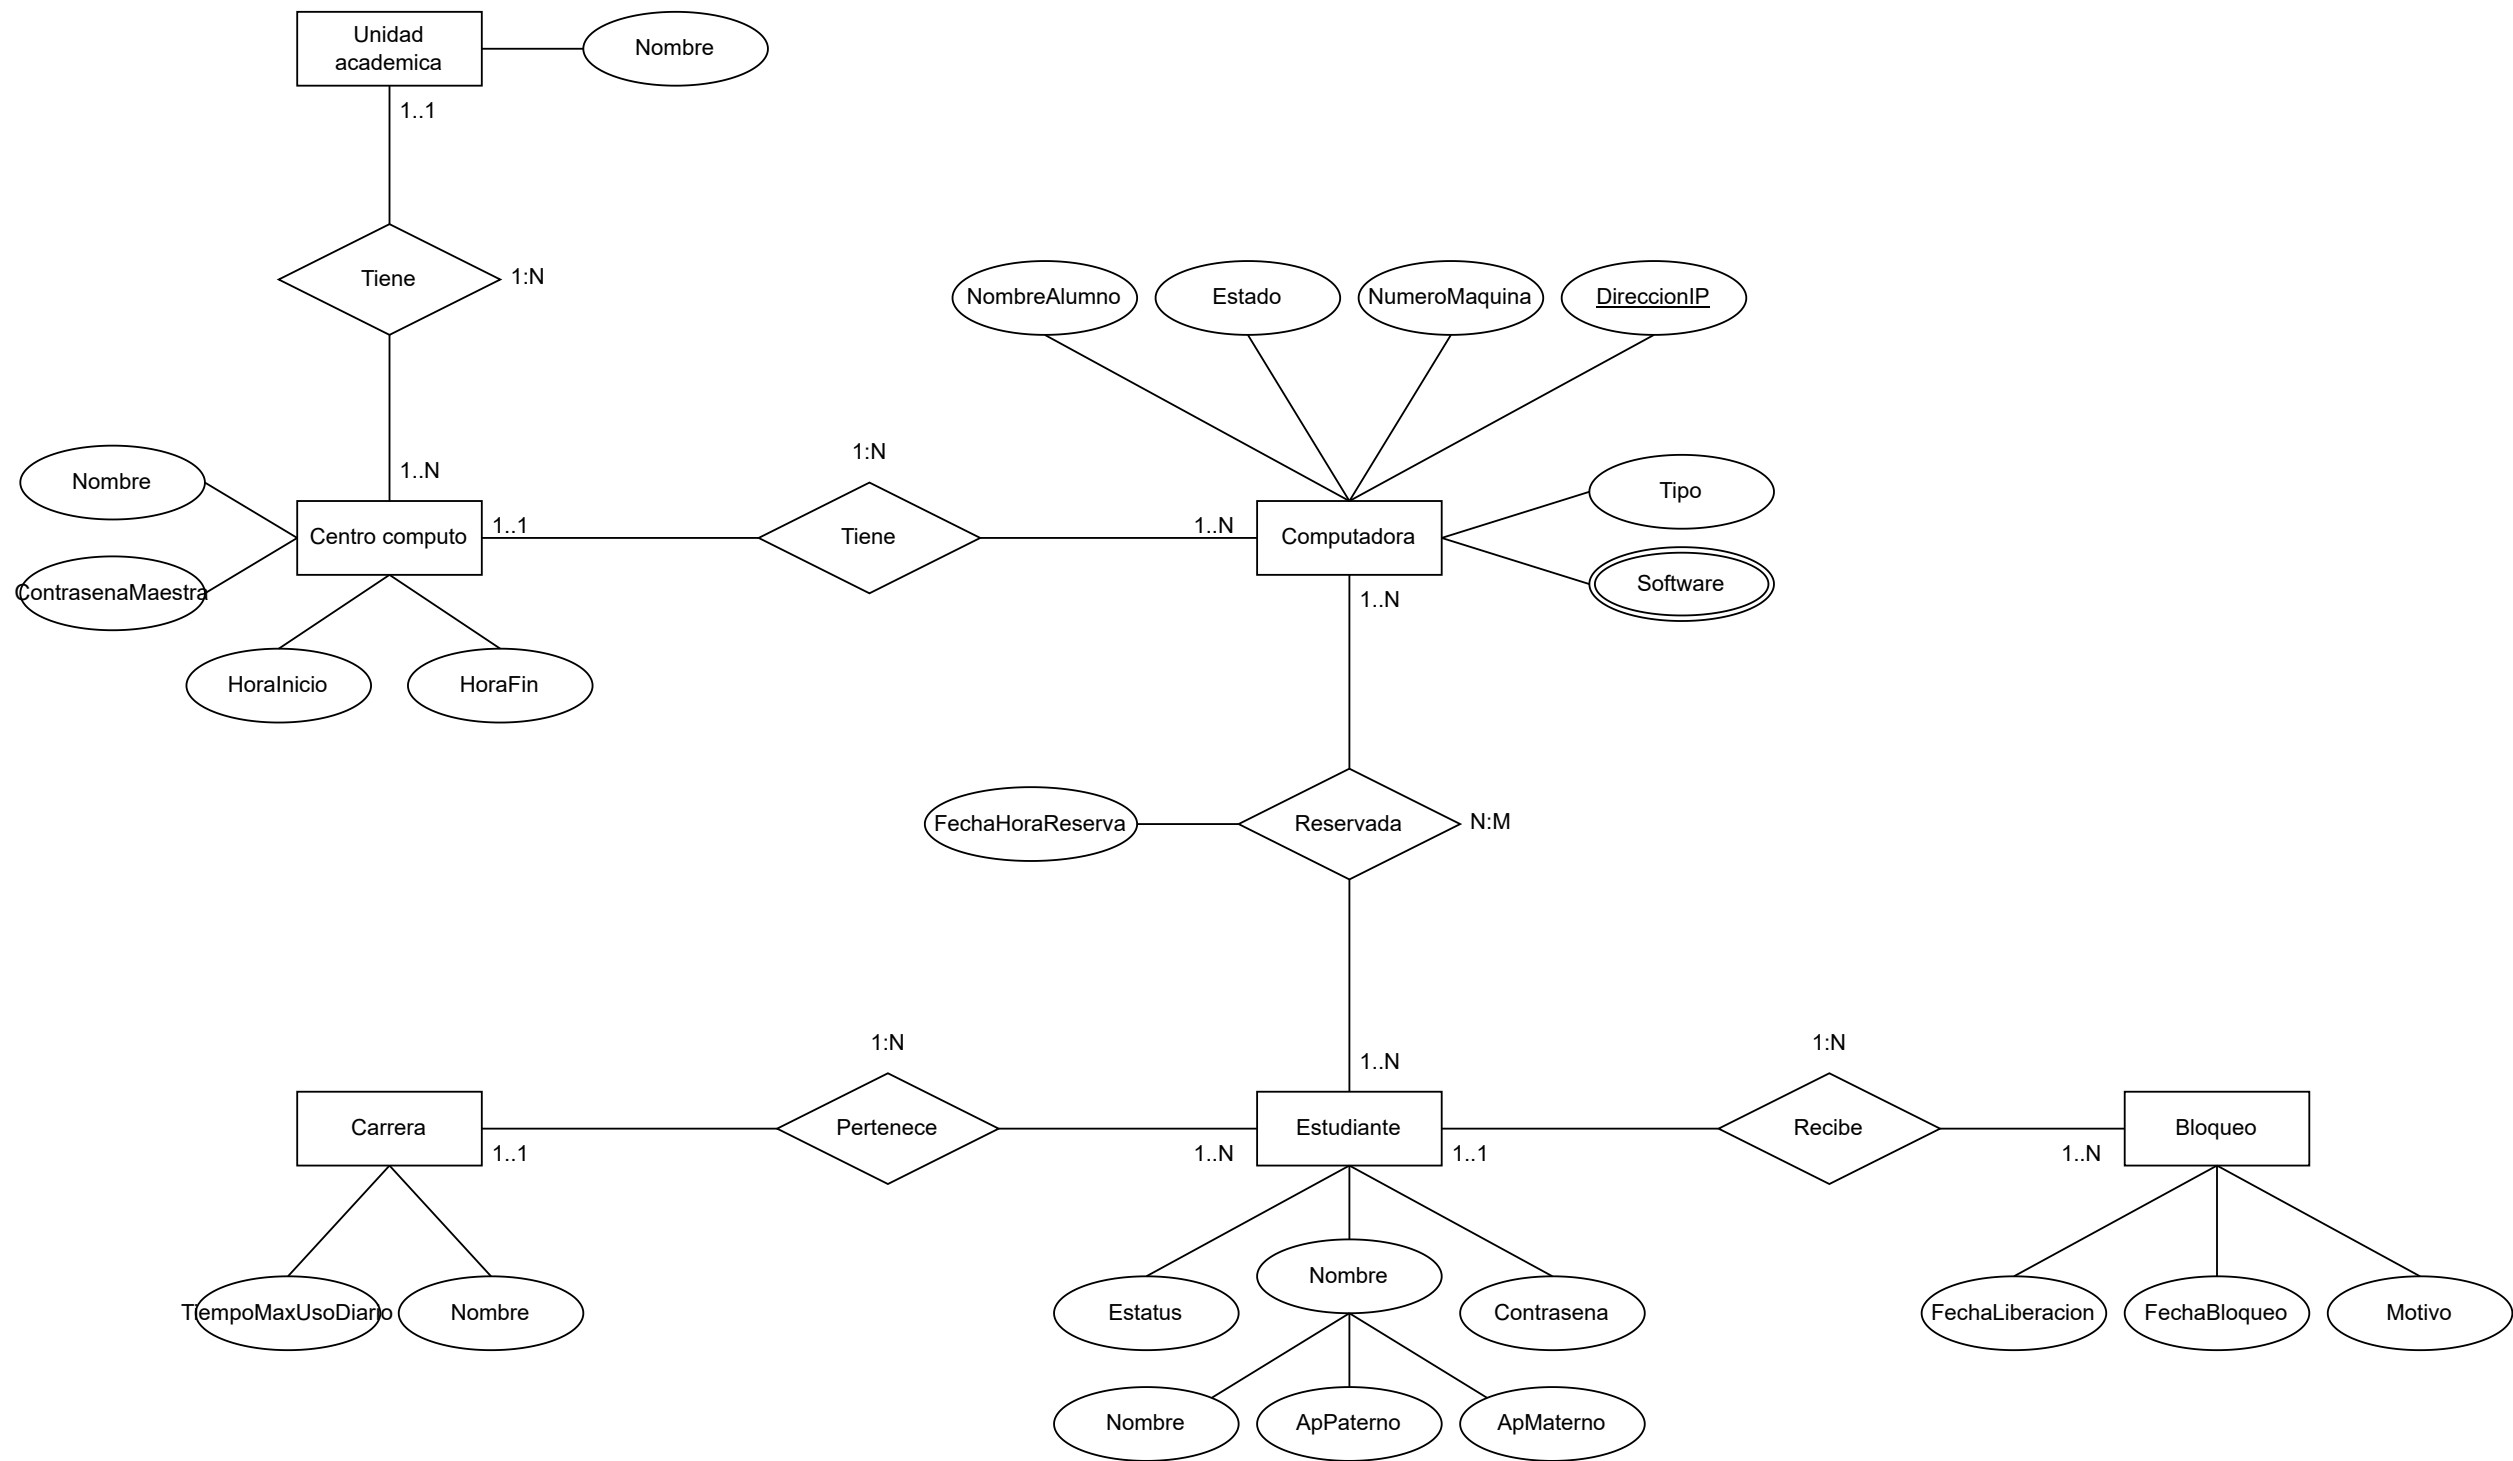 Unidad
academica
Nombre
1..1
Tiene
1:N
NombreAlumno
Estado
NumeroMaquina
DireccionIP
1..N
1:N
Nombre
Tipo
1..1
1..N
Centro computo
Tiene
Computadora
ContrasenaMaestra
Software
1..N
HoraInicio
HoraFin
FechaHoraReserva
Reservada
N:M
1:N
1..N
1:N
Carrera
Pertenece
Estudiante
Recibe
Bloqueo
1..1
1..N
1..1
1..N
Nombre
TiempoMaxUsoDiario
Nombre
Estatus
Contrasena
FechaLiberacion
FechaBloqueo
Motivo
Nombre
ApPaterno
ApMaterno